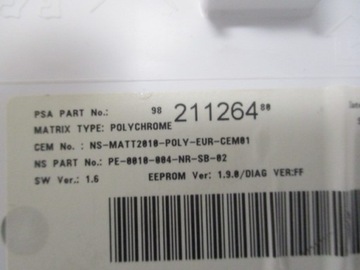 PSA PART No.: 98 211264 80
MATRIX TYPE: POLYCHROME
CEM No. : NS-MATT2010-POLY-EUR-CEM01
NS PART No.: PE-0010-004-NR-SB-02
SW Ver.: 1.6 EEPROM Ver: 1.9.0/DIAG VER:FF